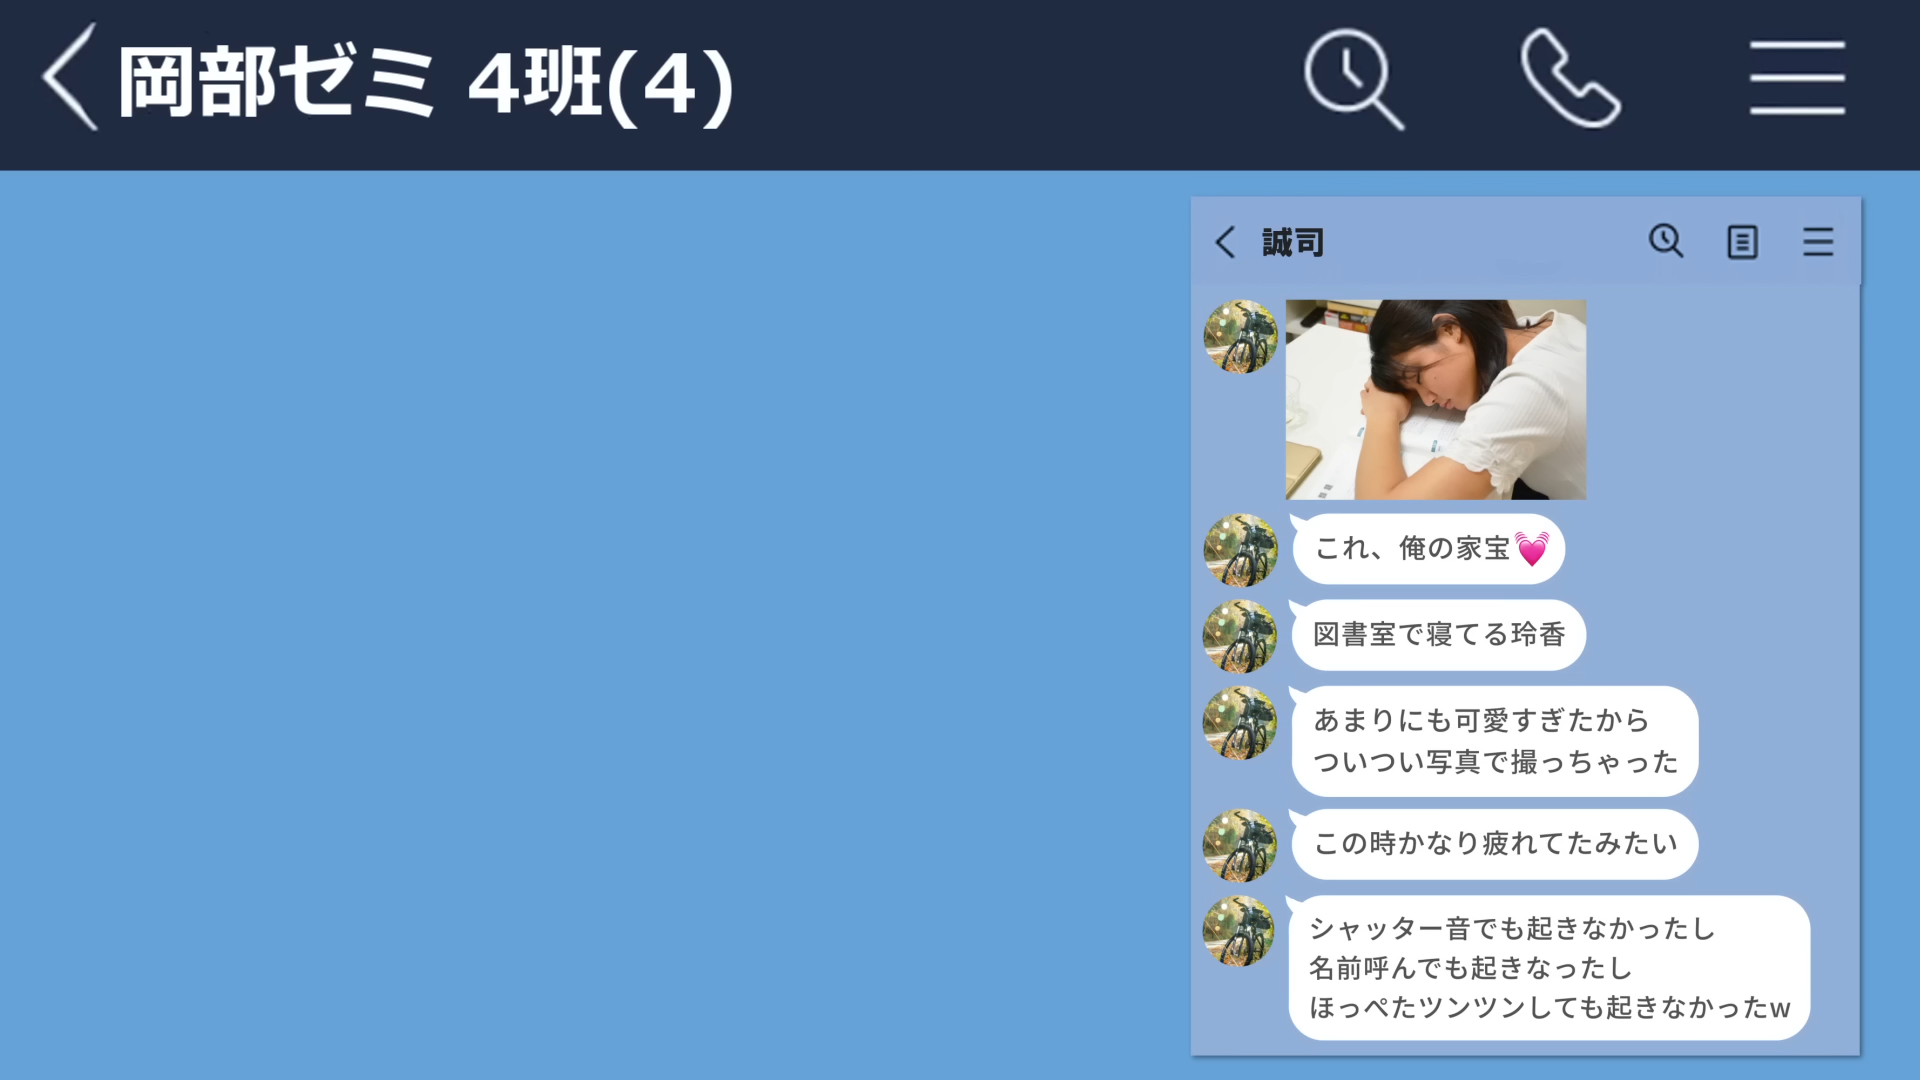 岡部ゼミ 4班(4)
誠司
これ、俺の家宝💓
図書室で寝てる玲香
あまりにも可愛すぎたから
ついつい写真で撮っちゃった
この時かなり疲れてたみたい
シャッター音でも起きなかったし
名前呼んでも起きなったし
ほっぺたツンツンしても起きなかったw